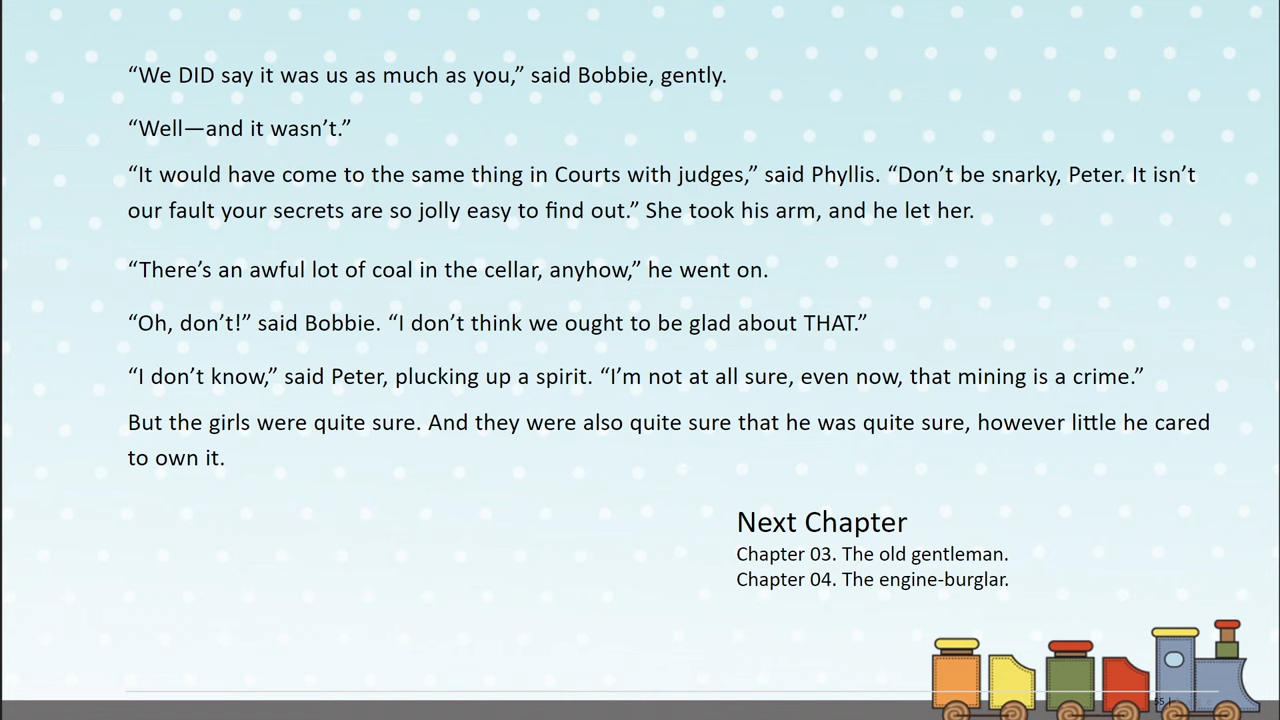 “We DID say it was us as much as you,” said Bobbie, gently.
“Well—and it wasn’t.”
“It would have come to the same thing in Courts with judges,” said Phyllis. “Don’t be snarky, Peter. It isn’t
our fault your secrets are so jolly easy to find out.” She took his arm, and he let her.
“There’s an awful lot of coal in the cellar, anyhow,” he went on.
“Oh, don’t!” said Bobbie. “I don’t think we ought to be glad about THAT.”
“I don’t know,” said Peter, plucking up a spirit. “I’m not at all sure, even now, that mining is a crime.”
But the girls were quite sure. And they were also quite sure that he was quite sure, however little he cared
to own it.
Next Chapter
Chapter 03. The old gentleman.
Chapter 04. The engine-burglar.